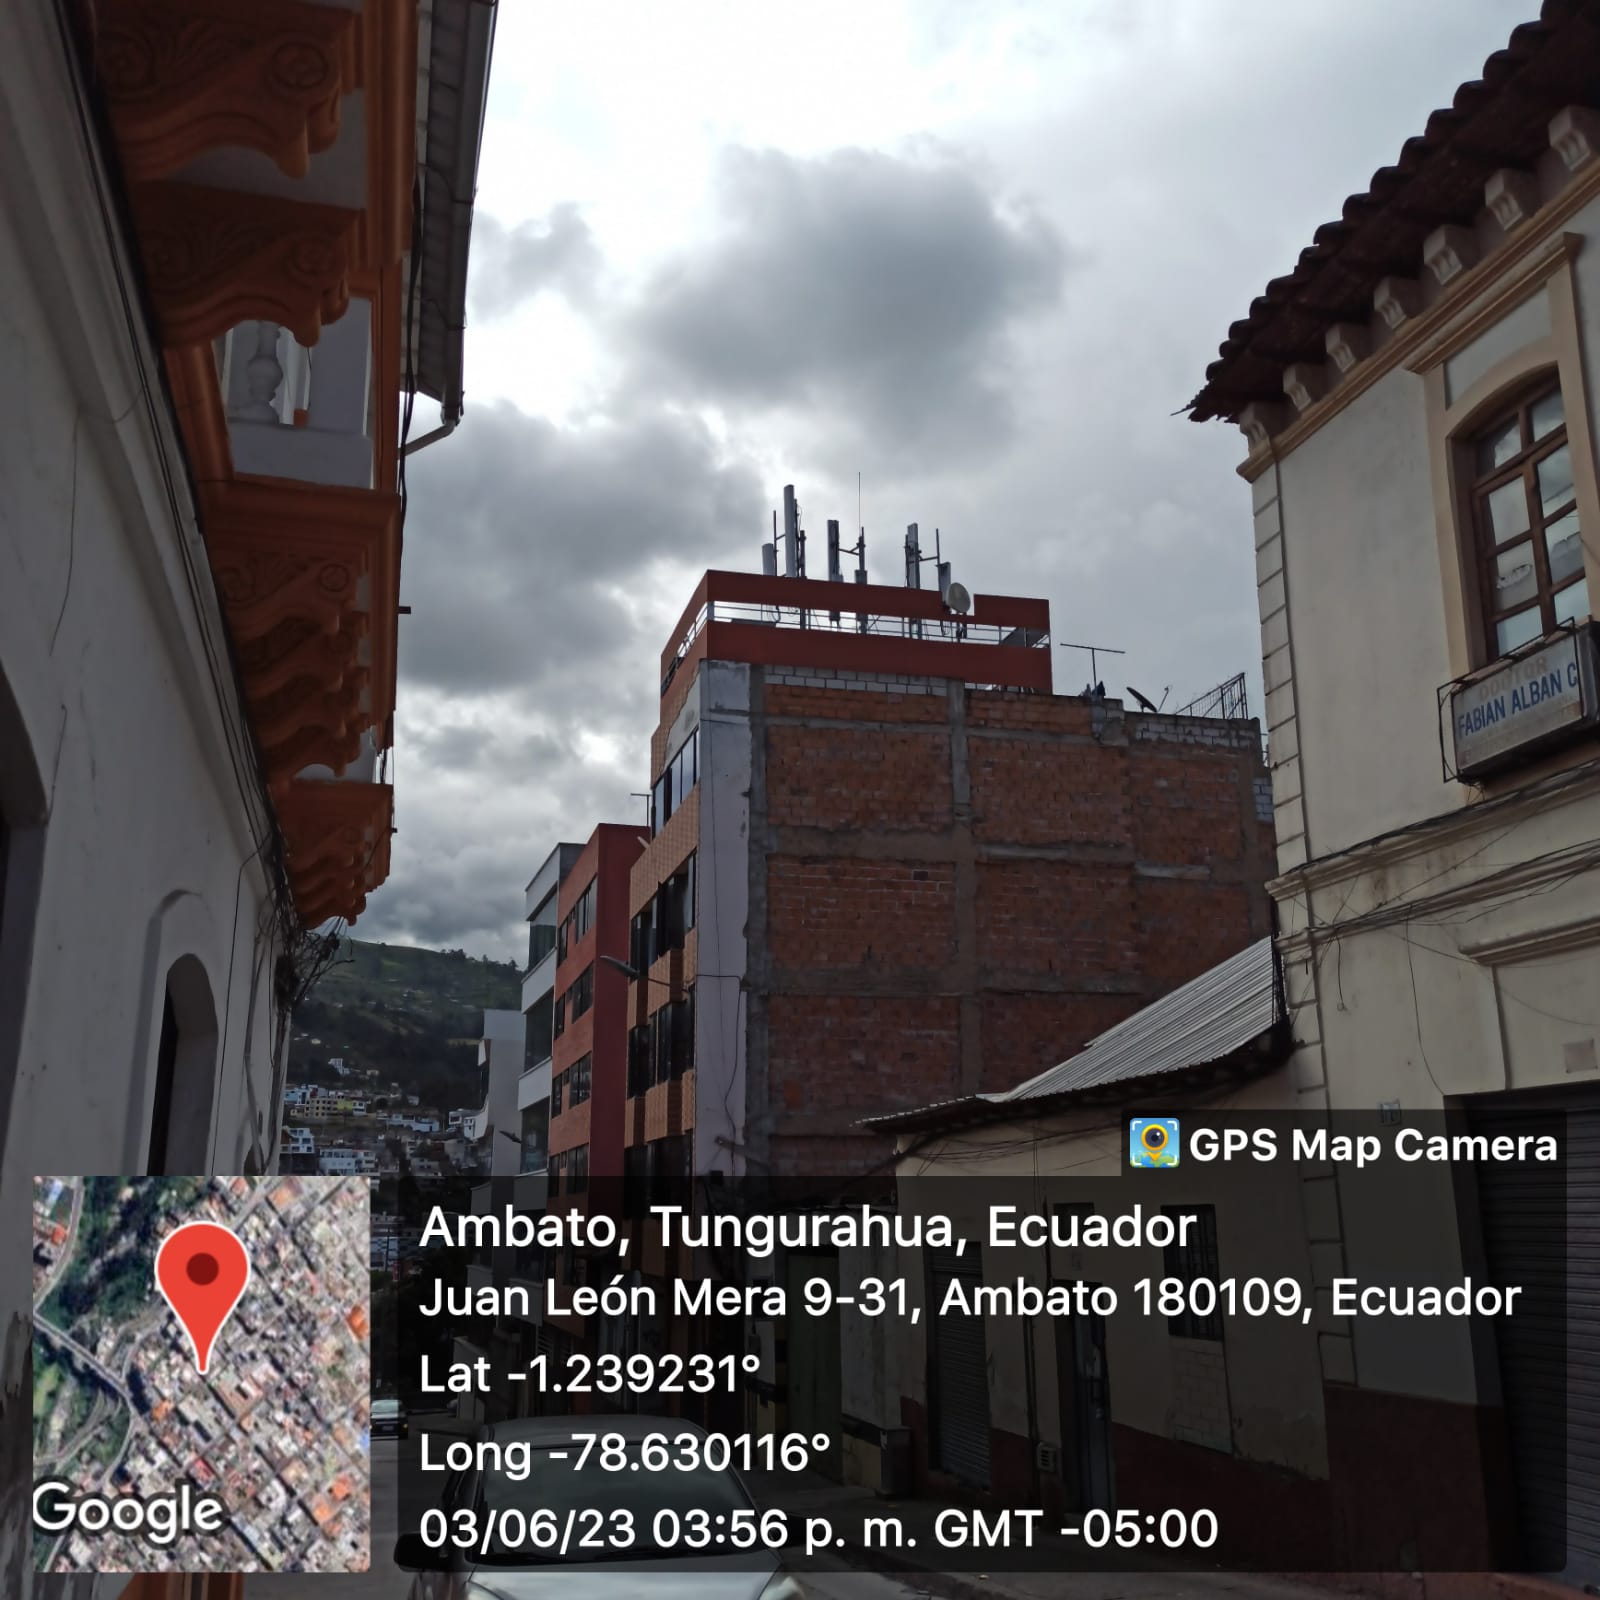 DOCTOR
FABIAN ALBAN C
GPS Map Camera
Ambato, Tungurahua, Ecuador
Juan León Mera 9-31, Ambato 180109, Ecuador
Lat -1.239231°
Long -78.630116°
03/06/23 03:56 p. m. GMT -05:00
Google